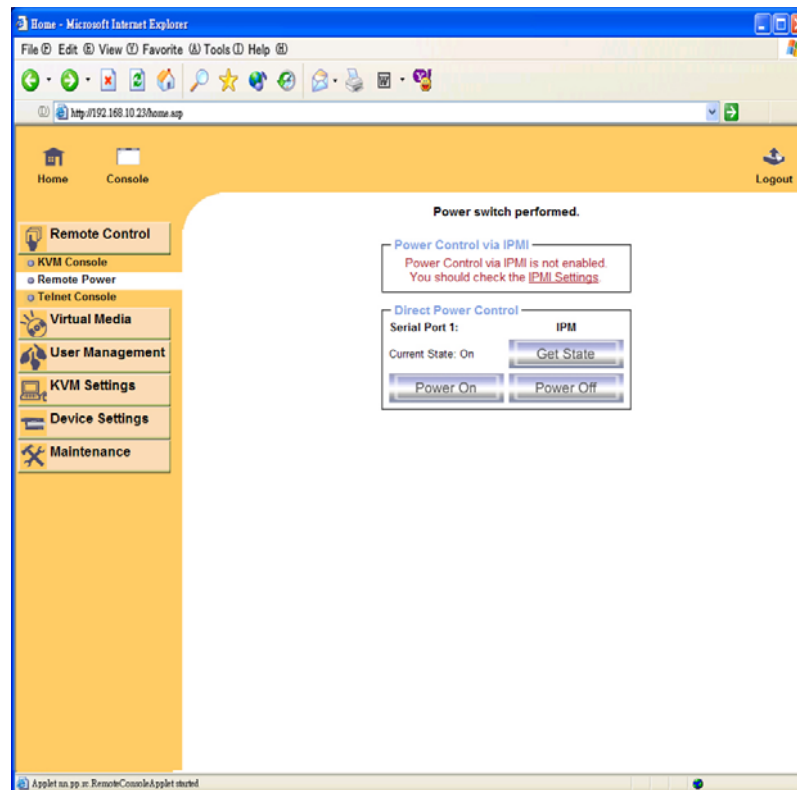 Home - Microsoft Internet Explorer
File (F) Edit (E) View (V) Favorite (A) Tools (T) Help (H)
(D) http://192.168.10.23/home.asp
Home Console Logout
Power switch performed.
Remote Control
KVM Console
Remote Power
Telnet Console
Virtual Media
User Management
KVM Settings
Device Settings
Maintenance
Power Control via IPMI
Power Control via IPMI is not enabled.
You should check the IPMI Settings.
Direct Power Control
Serial Port 1: IPM
Current State: On Get State
Power On Power Off
Applet nn.pp.rc.RemoteConsoleApplet started